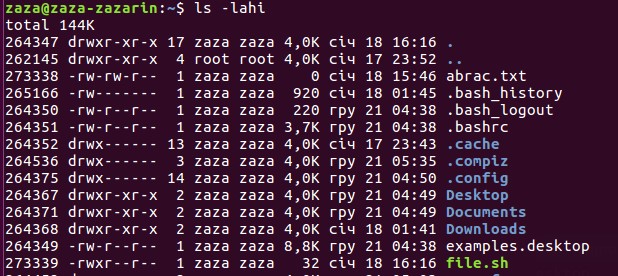 zaza@zaza-zazarin:~$ ls -lahi
total 144K
264347 drwxr-xr-x 17 zaza zaza 4,0K січ 18 16:16 .
262145 drwxr-xr-x  4 root root 4,0K січ 17 23:52 ..
273338 -rw-rw-r--  1 zaza zaza    0 січ 18 15:46 abrac.txt
265166 -rw-------  1 zaza zaza  920 січ 18 01:45 .bash_history
264350 -rw-r--r--  1 zaza zaza  220 гру 21 04:38 .bash_logout
264351 -rw-r--r--  1 zaza zaza 3,7K гру 21 04:38 .bashrc
264352 drwx------ 13 zaza zaza 4,0K січ 17 23:43 .cache
264536 drwx------  3 zaza zaza 4,0K гру 21 05:35 .compiz
264375 drwx------ 14 zaza zaza 4,0K гру 21 04:50 .config
264367 drwxr-xr-x  2 zaza zaza 4,0K гру 21 04:49 Desktop
264371 drwxr-xr-x  2 zaza zaza 4,0K гру 21 04:49 Documents
264368 drwxr-xr-x  2 zaza zaza 4,0K січ 18 01:41 Downloads
264349 -rw-r--r--  1 zaza zaza 8,8K гру 21 04:38 examples.desktop
273339 -rwxr--r--  1 zaza zaza   32 січ 18 16:16 file.sh